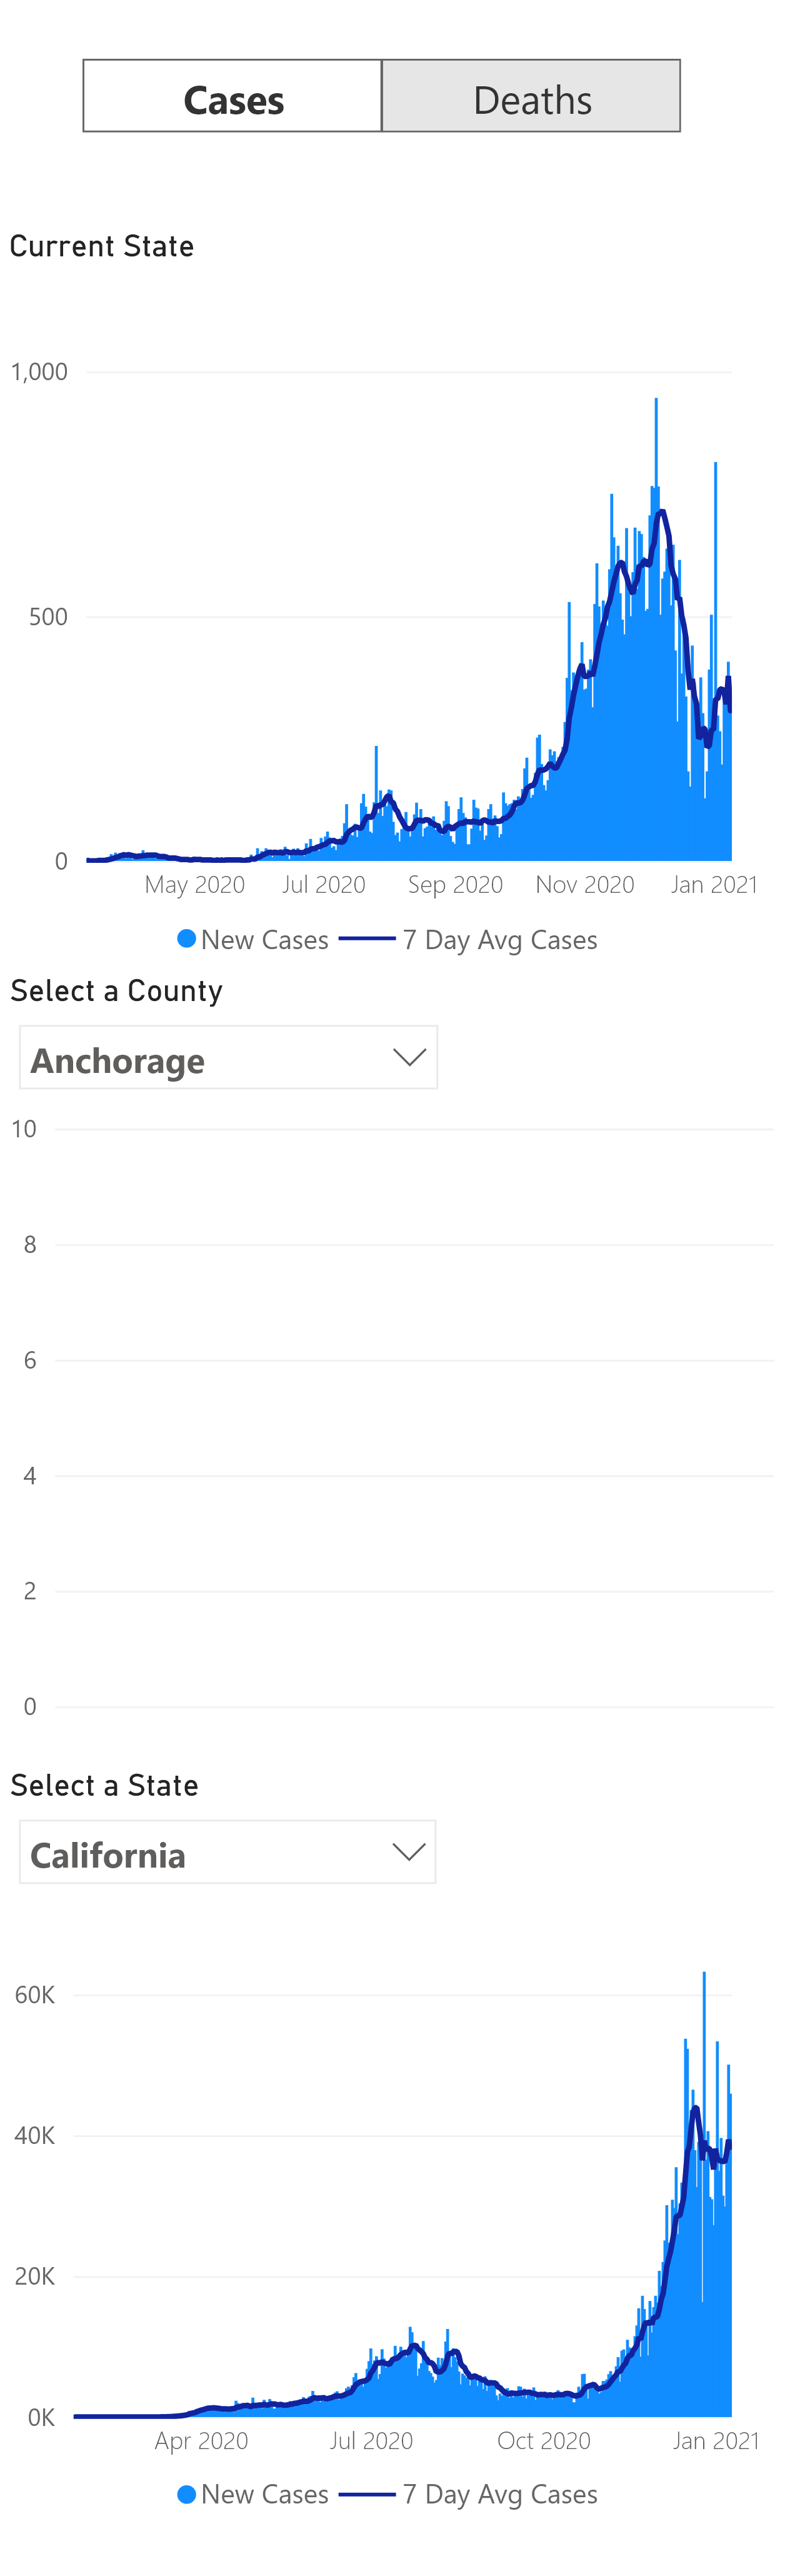 Cases Deaths
Current State
1,000
500
0
May 2020 Jul 2020 Sep 2020 Nov 2020 Jan 2021
New Cases 7 Day Avg Cases
Select a County
Anchorage
10
8
6
4
2
0
Select a State
California
60K
40K
20K
0K
Apr 2020 Jul 2020 Oct 2020 Jan 2021
New Cases 7 Day Avg Cases